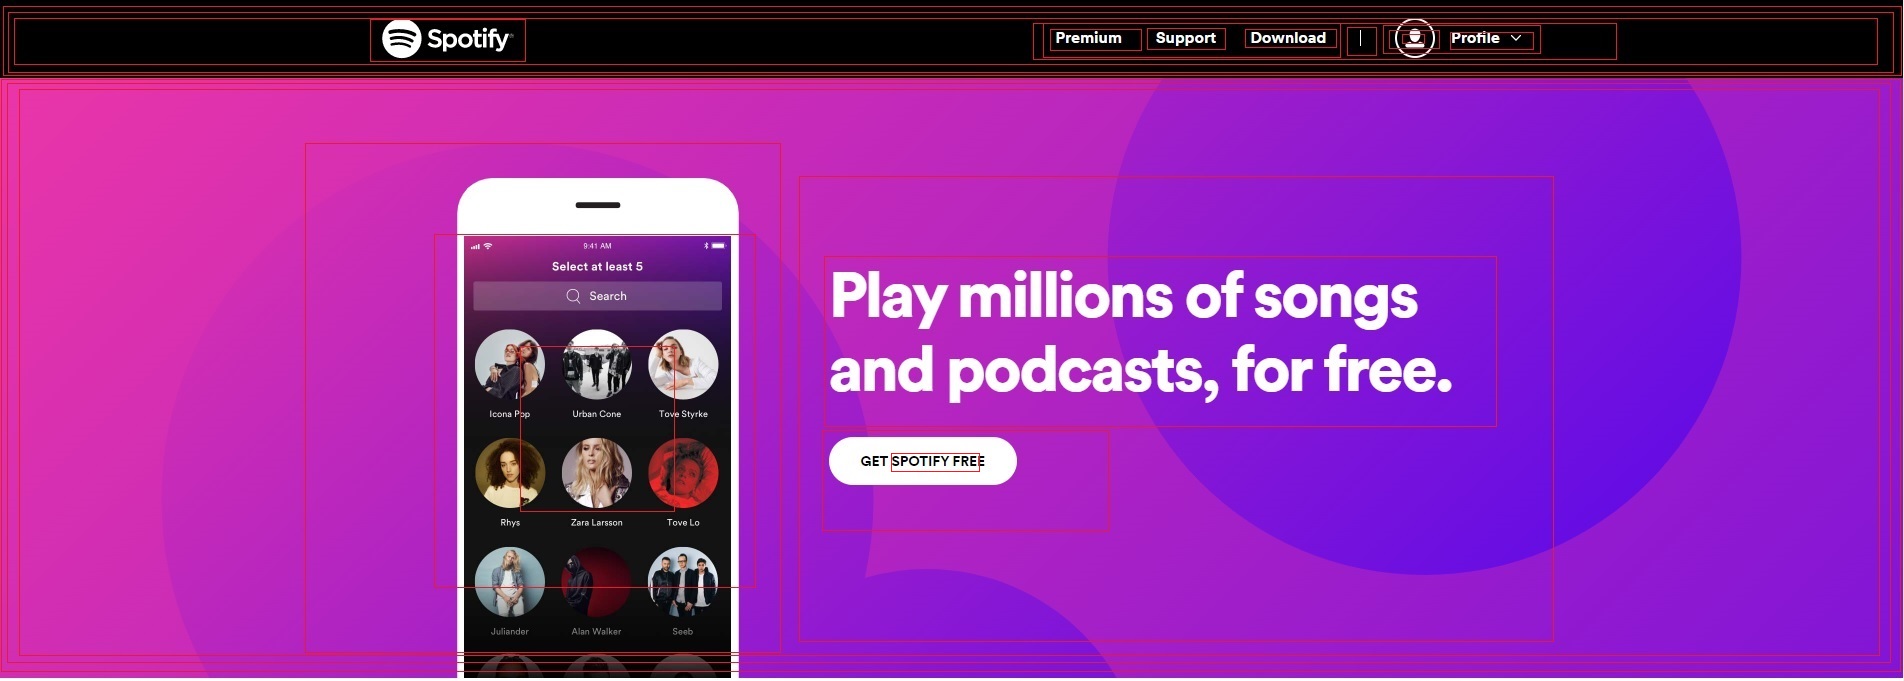 Spotify®
Premium Support Download | Profile
9:41 AM
Select at least 5
Search
Icona Pop Urban Cone Tove Styrke
Rhys Zara Larsson Tove Lo
Juliander Alan Walker Seeb
Play millions of songs
and podcasts, for free.
GET SPOTIFY FREE